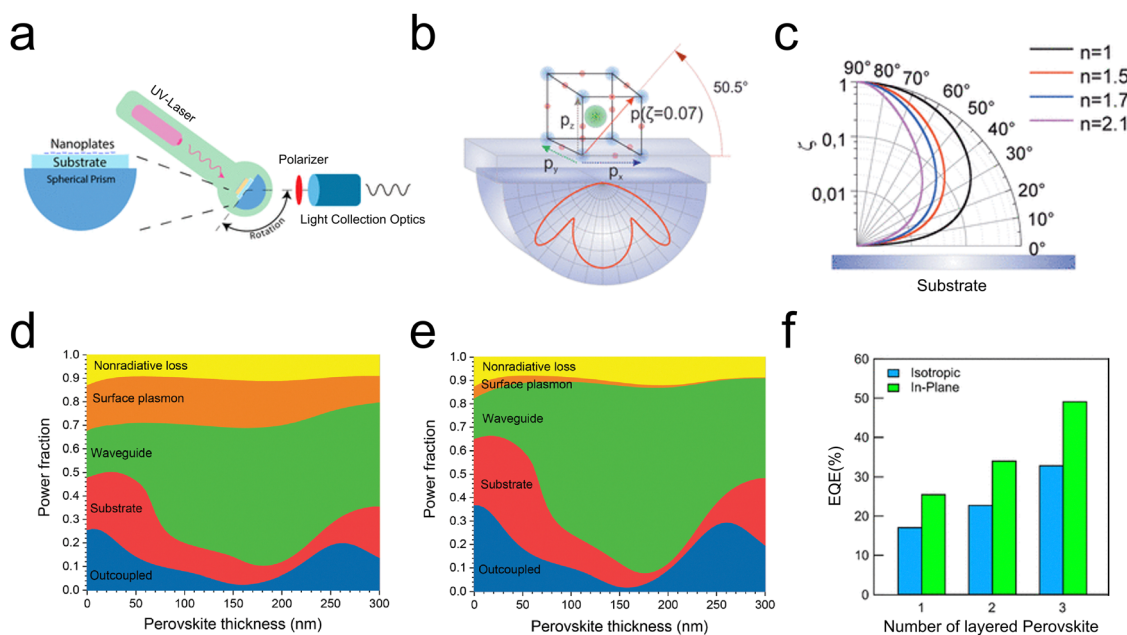 a
UV-Laser
Nanoplates
Substrate
Spherical Prism
Polarizer
Light Collection Optics
Rotation
b
50.5°
p(ζ=0.07)
pz
py
px
c
n=1
n=1.5
n=1.7
n=2.1
90° 80° 70° 60° 50° 40° 30° 20° 10° 0°
1
0,1
0,01
ζ
Substrate
d
1.0
0.9
0.8
0.7
0.6
0.5
0.4
0.3
0.2
0.1
0.0
Power fraction
Nonradiative loss
Surface plasmon
Waveguide
Substrate
Outcoupled
0 50 100 150 200 250 300
Perovskite thickness (nm)
e
1.0
0.9
0.8
0.7
0.6
0.5
0.4
0.3
0.2
0.1
0.0
Power fraction
Nonradiative loss
Surface plasmon
Waveguide
Substrate
Outcoupled
0 50 100 150 200 250 300
Perovskite thickness (nm)
f
60
50
40
30
20
10
0
EQE(%)
Isotropic
In-Plane
1 2 3
Number of layered Perovskite